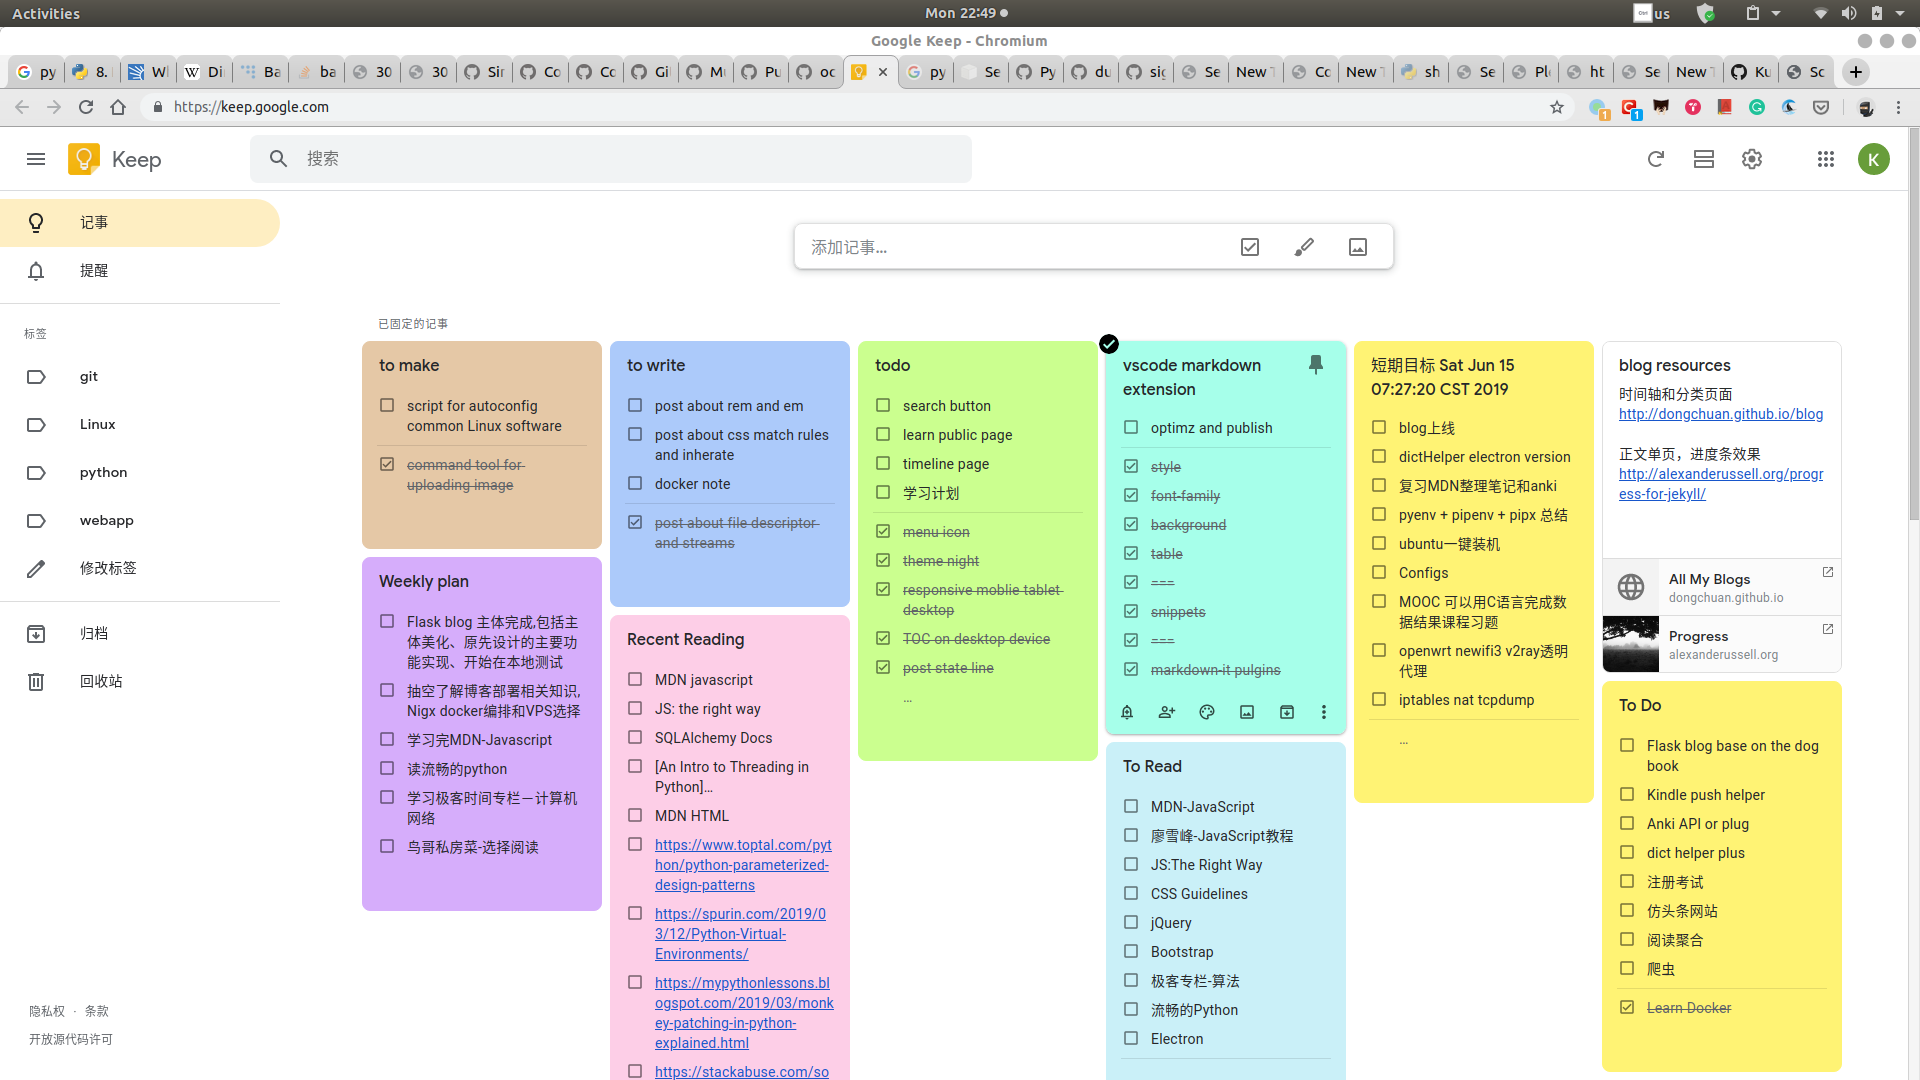 Activities
Mon 22:49
us
Google Keep - Chromium
py
8.
Wi
Di
Ba
ba
30
30
Sir
Co
Co
Gi
Mu
Pu
oc
py
Se
Py
du
sig
Se
New T
Co
New T
sh
Se
Pl
ht
Se
New T
Ku
Sc
https://keep.google.com
1
1
Keep
搜索
K
记事
提醒
标签
git
Linux
python
webapp
修改标签
归档
回收站
隐私权 · 条款
开放源代码许可
添加记事...
已固定的记事
to make
script for autoconfig
common Linux software
command tool for
uploading image
Weekly plan
Flask blog 主体完成,包括主
体美化、原先设计的主要功
能实现、开始在本地测试
抽空了解博客部署相关知识,
Nigx docker编排和VPS选择
学习完MDN-Javascript
读流畅的python
学习极客时间专栏－计算机
网络
鸟哥私房菜-选择阅读
to write
post about rem and em
post about css match rules
and inherate
docker note
post about file descriptor
and streams
Recent Reading
MDN javascript
JS: the right way
SQLAlchemy Docs
[An Intro to Threading in
Python]...
MDN HTML
https://www.toptal.com/pyt
hon/python-parameterized-
design-patterns
https://spurin.com/2019/0
3/12/Python-Virtual-
Environments/
https://mypythonlessons.bl
ogspot.com/2019/03/monk
ey-patching-in-python-
explained.html
https://stackabuse.com/so
todo
search button
learn public page
timeline page
学习计划
menu icon
theme night
responsive moblie tablet
desktop
TOC on desktop device
post state line
...
vscode markdown
extension
optimz and publish
style
font-family
background
table
===
snippets
===
markdown-it pulgins
To Read
MDN-JavaScript
廖雪峰-JavaScript教程
JS:The Right Way
CSS Guidelines
jQuery
Bootstrap
极客专栏-算法
流畅的Python
Electron
短期目标 Sat Jun 15
07:27:20 CST 2019
blog上线
dictHelper electron version
复习MDN整理笔记和anki
pyenv + pipenv + pipx 总结
ubuntu一键装机
Configs
MOOC 可以用C语言完成数
据结果课程习题
openwrt newifi3 v2ray透明
代理
iptables nat tcpdump
...
blog resources
时间轴和分类页面
http://dongchuan.github.io/blog
正文单页，进度条效果
http://alexanderussell.org/progr
ess-for-jekyll/
All My Blogs
dongchuan.github.io
Progress
alexanderussell.org
To Do
Flask blog base on the dog
book
Kindle push helper
Anki API or plug
dict helper plus
注册考试
仿头条网站
阅读聚合
爬虫
Learn Docker